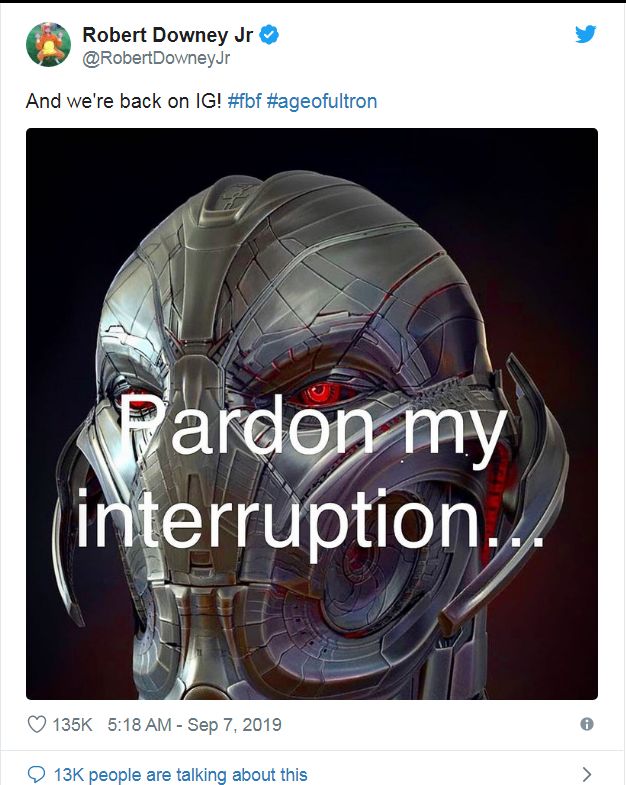 Robert Downey Jr
@RobertDowneyJr
And we're back on IG! #fbf #ageofultron
Pardon my
interruption...
135K 5:18 AM - Sep 7, 2019
13K people are talking about this